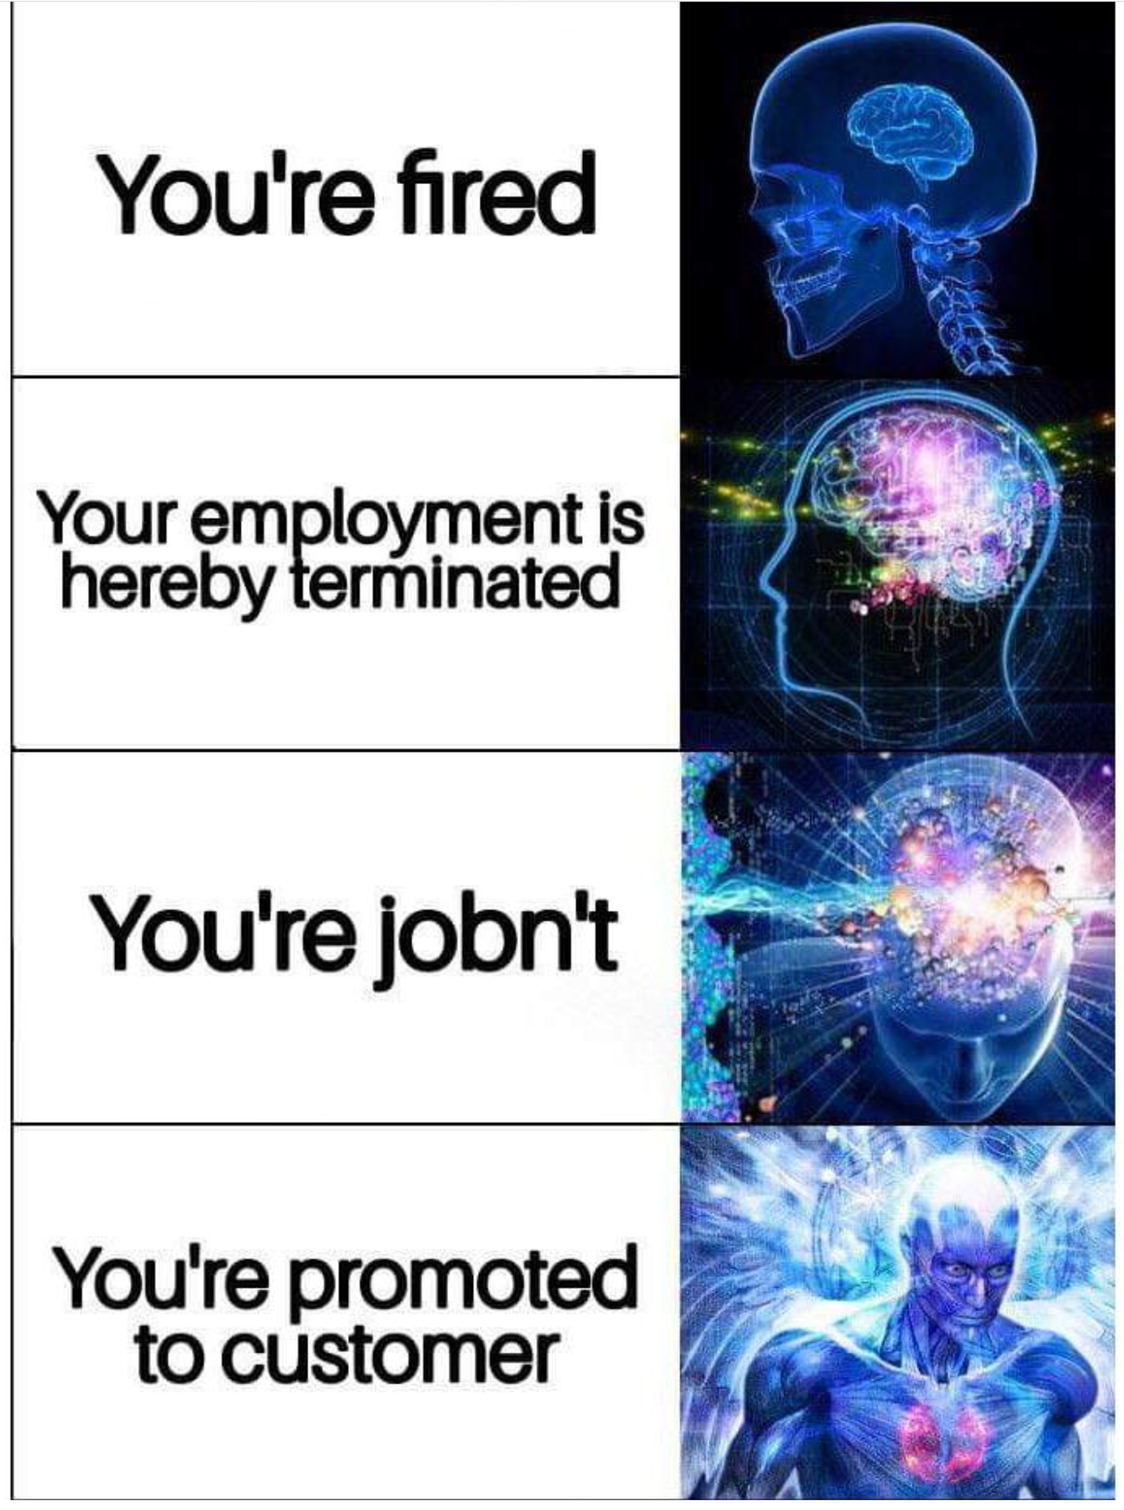 You're fired
Your employment is
hereby terminated
You're jobn't
You're promoted
to customer